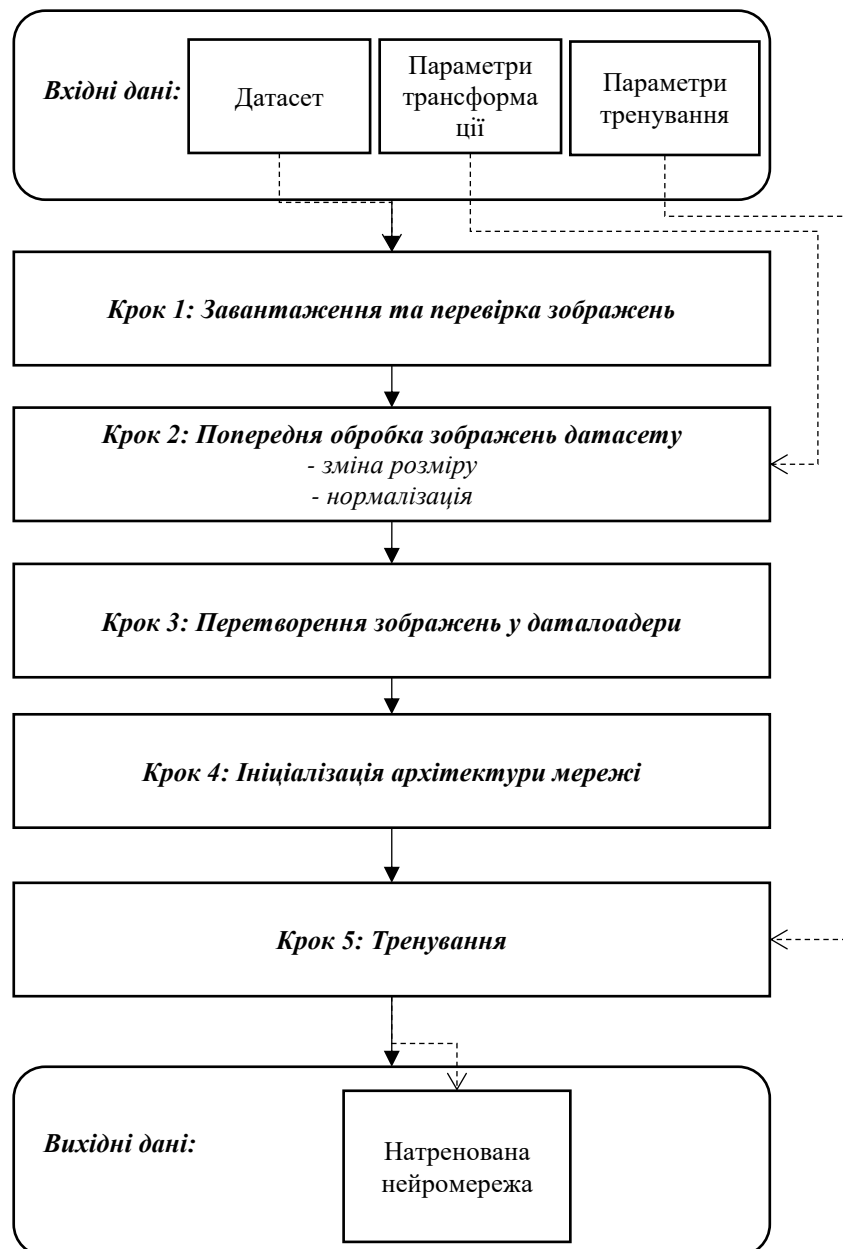 Вхідні дані:
Датасет
Параметри
трансформа
ції
Параметри
тренування
Крок 1: Завантаження та перевірка зображень
Крок 2: Попередня обробка зображень датасету
- зміна розміру
- нормалізація
Крок 3: Перетворення зображень у даталоадери
Крок 4: Ініціалізація архітектури мережі
Крок 5: Тренування
Вихідні дані:
Натренована
нейромережа